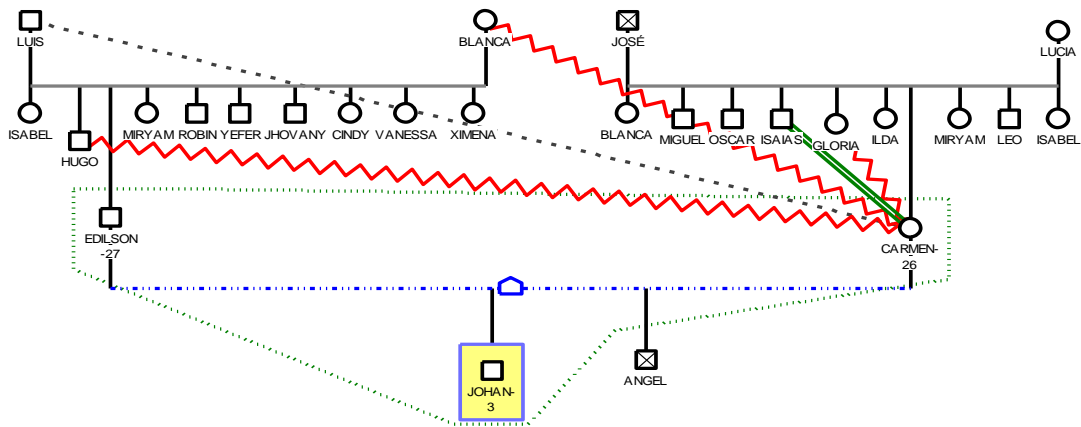 LUIS
BLANCA
JOSÉ
LUCIA
ISABEL
HUGO
MIRYAM
ROBIN
YEFER
JHOVANY
CINDY
VANESSA
XIMENA
BLANCA
MIGUEL
OSCAR
ISAIAS
GLORIA
ILDA
MIRYAM
LEO
ISABEL
EDILSON
-27
CARMEN-
26
JOHAN-
3
ANGEL